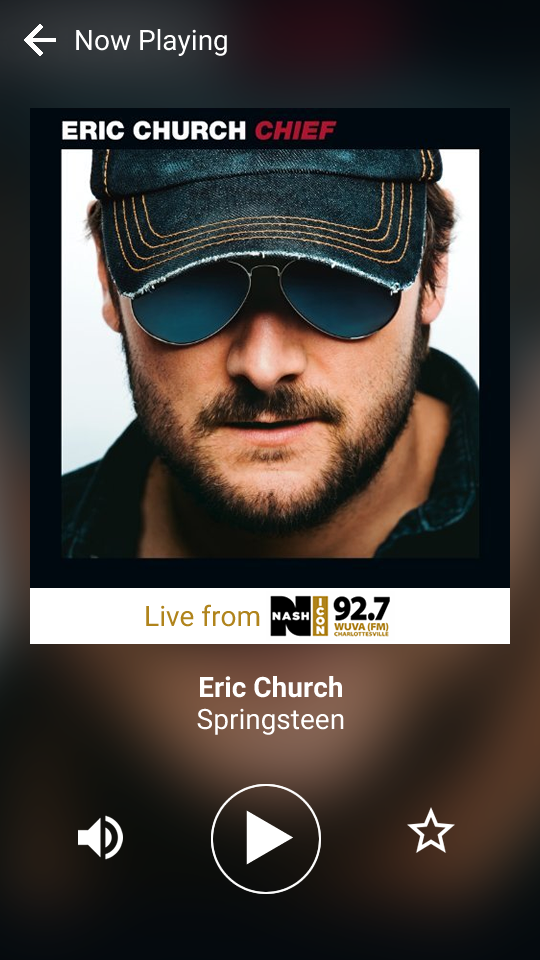 Now Playing
ERIC CHURCH CHIEF
Live from NASH ICON 92.7
WUVA (FM)
CHARLOTTESVILLE
Eric Church
Springsteen